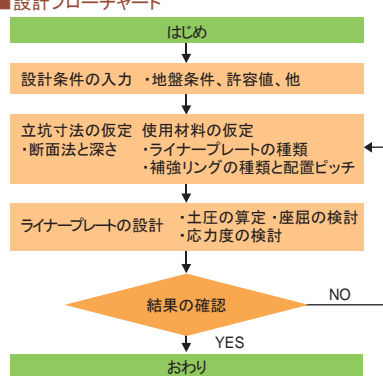 ■設計フローチャート
はじめ
設計条件の入力 ・地盤条件、許容値、他
立坑寸法の仮定 使用材料の仮定
・断面法と深さ ・ライナープレートの種類
・補強リングの種類と配置ピッチ
ライナープレートの設計 ・土圧の算定 ・座屈の検討
・応力度の検討
結果の確認
NO
YES
おわり